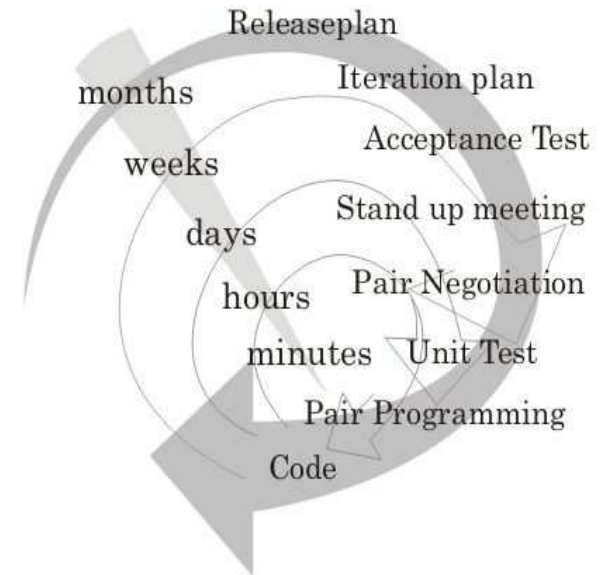 Releaseplan
Iteration plan
months
Acceptance Test
weeks
Stand up meeting
days
Pair Negotiation
hours
minutes
Unit Test
Pair Programming
Code